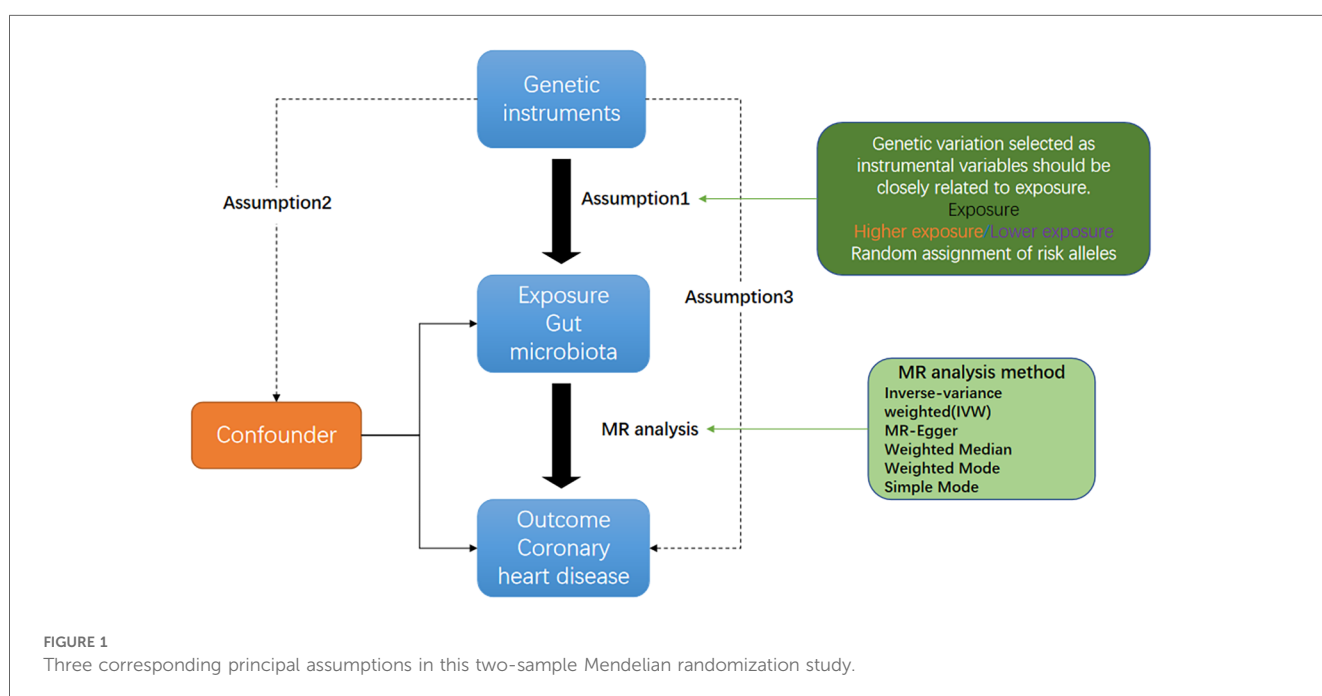 Genetic
instruments
Assumption2
Assumption1
Genetic variation selected as
instrumental variables should be
closely related to exposure.
Exposure
Higher exposure/Lower exposure
Random assignment of risk alleles
Exposure
Gut
microbiota
Assumption3
Confounder
MR analysis
MR analysis method
Inverse-variance
weighted(IVW)
MR-Egger
Weighted Median
Weighted Mode
Simple Mode
Outcome
Coronary
heart disease
FIGURE 1
Three corresponding principal assumptions in this two-sample Mendelian randomization study.